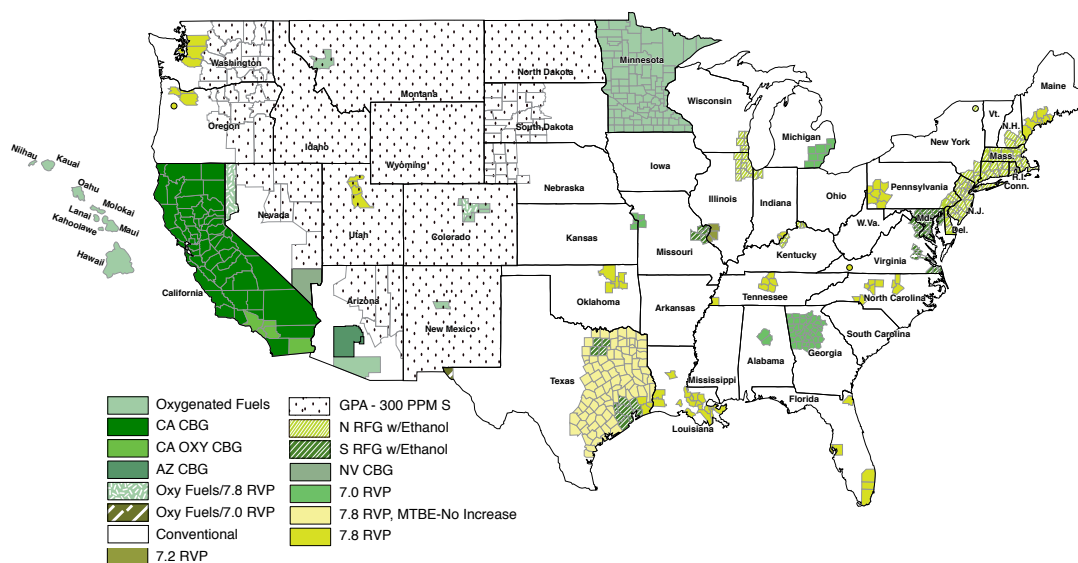 Washington
Montana
North Dakota
Minnesota
Maine
Oregon
Idaho
Wyoming
South Dakota
Wisconsin
Michigan
Vt.
N.H.
New York
Mass.
R.I.
Conn.
Niihau
Kauai
Oahu
Molokai
Lanai
Kahoolawe
Maui
Hawaii
Nevada
Utah
Colorado
Nebraska
Iowa
Illinois
Indiana
Ohio
Pennsylvania
N.J.
Md.
Del.
W.Va.
Virginia
Kansas
Missouri
Kentucky
California
Arizona
New Mexico
Oklahoma
Arkansas
Tennessee
North Carolina
South Carolina
Texas
Louisiana
Mississippi
Alabama
Georgia
Florida
Oxygenated Fuels
CA CBG
CA OXY CBG
AZ CBG
Oxy Fuels/7.8 RVP
Oxy Fuels/7.0 RVP
Conventional
7.2 RVP
GPA - 300 PPM S
N RFG w/Ethanol
S RFG w/Ethanol
NV CBG
7.0 RVP
7.8 RVP, MTBE-No Increase
7.8 RVP